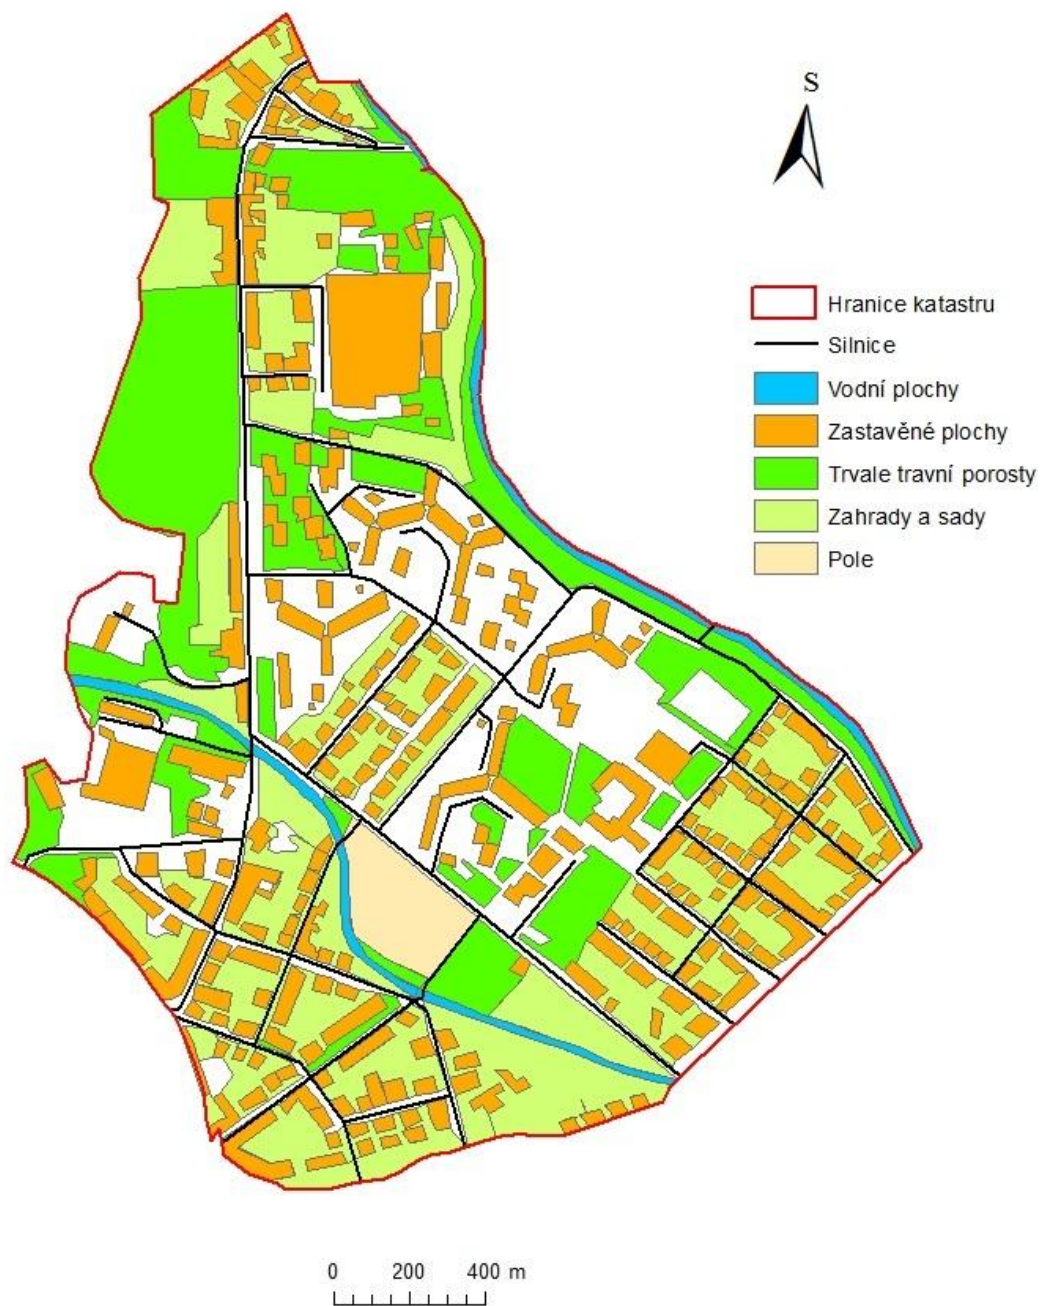 S
Hranice katastru
Silnice
Vodní plochy
Zastavěné plochy
Trvale travní porosty
Zahrady a sady
Pole
0 200 400 m